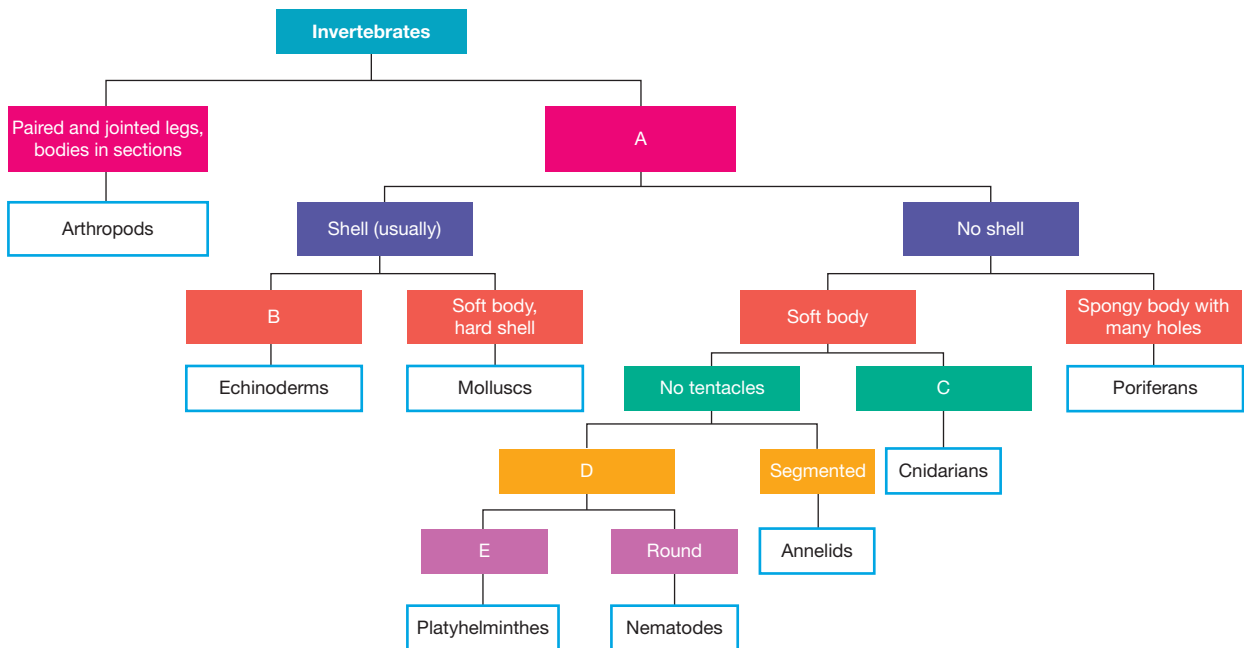 Invertebrates
Paired and jointed legs,
bodies in sections
A
Arthropods
Shell (usually)
No shell
B
Soft body,
hard shell
Soft body
Spongy body with
many holes
Echinoderms
Molluscs
No tentacles
C
Poriferans
D
Segmented
Cnidarians
E
Round
Annelids
Platyhelminthes
Nematodes